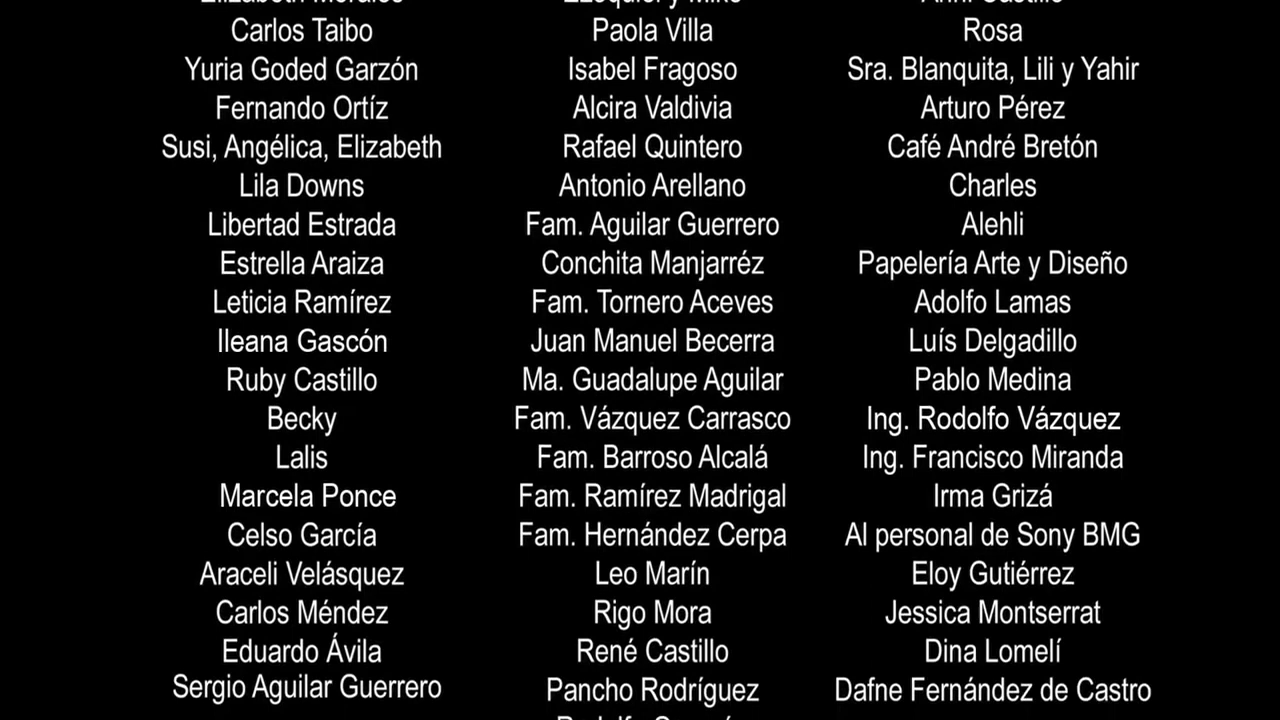 Elizabeth Morales
Carlos Taibo
Yuria Goded Garzón
Fernando Ortíz
Susi, Angélica, Elizabeth
Lila Downs
Libertad Estrada
Estrella Araiza
Leticia Ramírez
Ileana Gascón
Ruby Castillo
Becky
Lalis
Marcela Ponce
Celso García
Araceli Velásquez
Carlos Méndez
Eduardo Ávila
Sergio Aguilar Guerrero
Ezequiel y Mike
Paola Villa
Isabel Fragoso
Alcira Valdivia
Rafael Quintero
Antonio Arellano
Fam. Aguilar Guerrero
Conchita Manjarréz
Fam. Tornero Aceves
Juan Manuel Becerra
Ma. Guadalupe Aguilar
Fam. Vázquez Carrasco
Fam. Barroso Alcalá
Fam. Ramírez Madrigal
Fam. Hernández Cerpa
Leo Marín
Rigo Mora
René Castillo
Pancho Rodríguez
Castillo
Rosa
Sra. Blanquita, Lili y Yahir
Arturo Pérez
Café André Bretón
Charles
Alehli
Papelería Arte y Diseño
Adolfo Lamas
Luís Delgadillo
Pablo Medina
Ing. Rodolfo Vázquez
Ing. Francisco Miranda
Irma Grizá
Al personal de Sony BMG
Eloy Gutiérrez
Jessica Montserrat
Dina Lomelí
Dafne Fernández de Castro